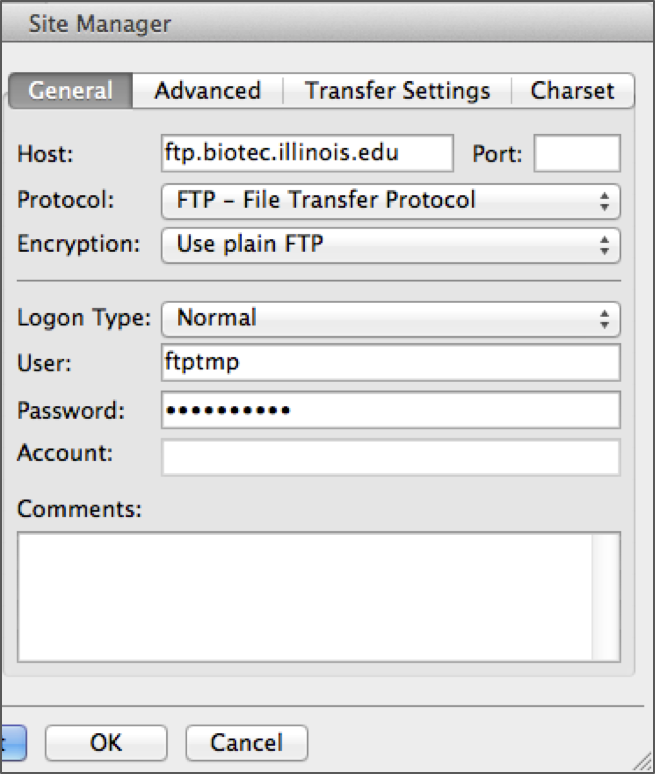 Site Manager
General Advanced Transfer Settings Charset
Host: ftp.biotec.illinois.edu Port:
Protocol: FTP – File Transfer Protocol
Encryption: Use plain FTP
Logon Type: Normal
User: ftptmp
Password: ••••••••••
Account:
Comments:
OK Cancel